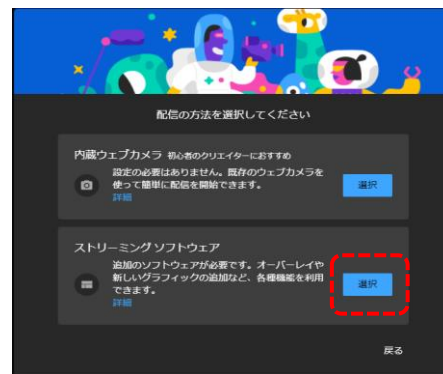 配信の方法を選択してください
内蔵ウェブカメラ 初心者のクリエイターにおすすめ
設定の必要はありません。既存のウェブカメラを
使って簡単に配信を開始できます。
詳細
選択
ストリーミングソフトウェア
追加のソフトウェアが必要です。オーバーレイや
新しいグラフィックの追加など、各種機能を利用
できます。
詳細
選択
戻る